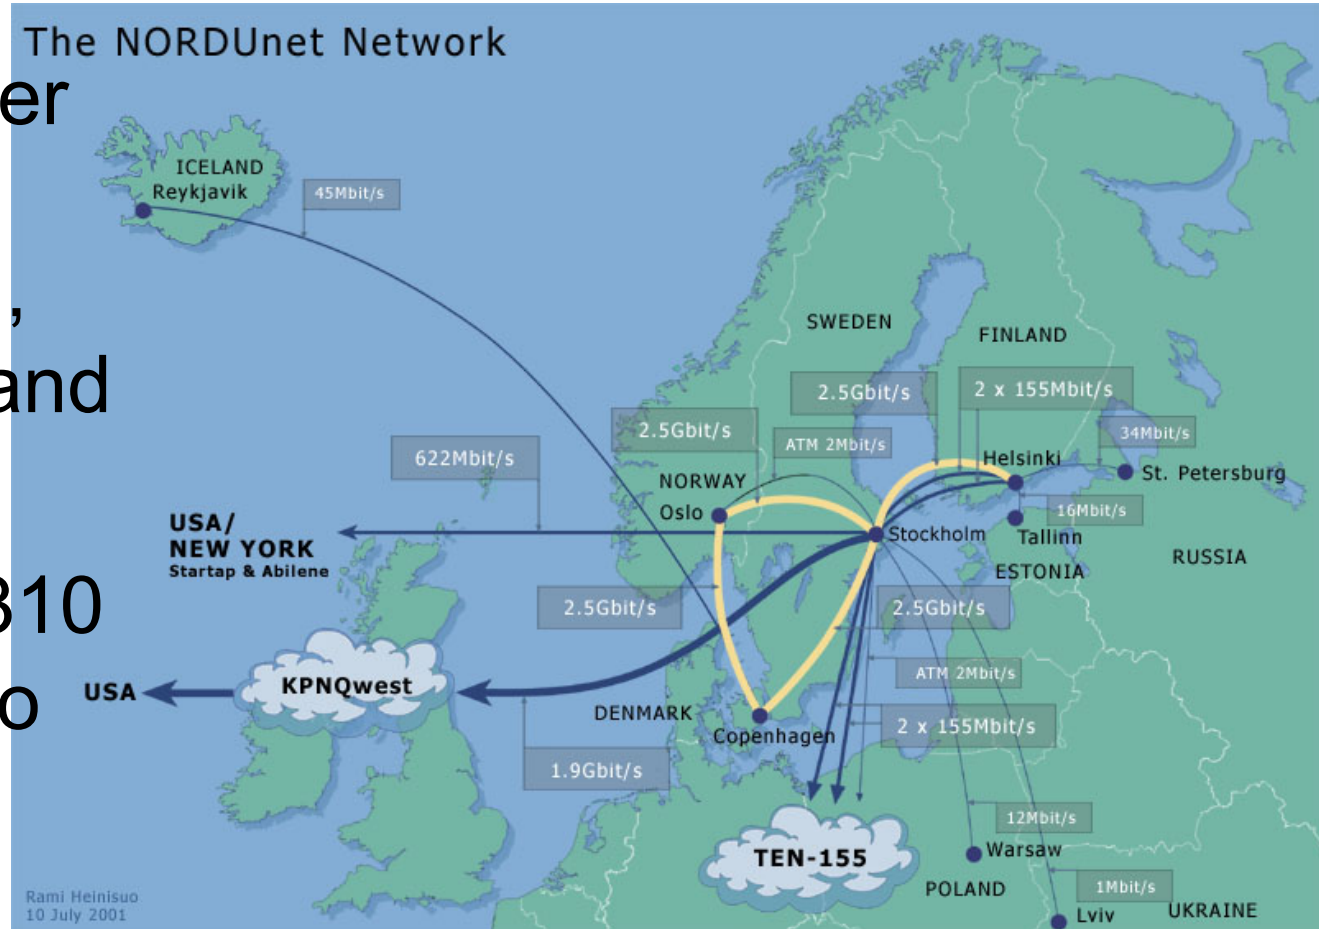 The NORDUnet Network
er
ICELAND
Reykjavik
45Mbit/s
,
and
310
o
SWEDEN
FINLAND
2.5Gbit/s
2 x 155Mbit/s
2.5Gbit/s
ATM 2Mbit/s
34Mbit/s
622Mbit/s
Helsinki
St. Petersburg
NORWAY
Oslo
16Mbit/s
USA/
NEW YORK
Startap & Abilene
Stockholm
Tallinn
RUSSIA
ESTONIA
2.5Gbit/s
2.5Gbit/s
ATM 2Mbit/s
USA
KPNQwest
DENMARK
Copenhagen
2 x 155Mbit/s
1.9Gbit/s
12Mbit/s
TEN-155
Warsaw
POLAND
1Mbit/s
Lviv
UKRAINE
Rami Heinisuo
10 July 2001